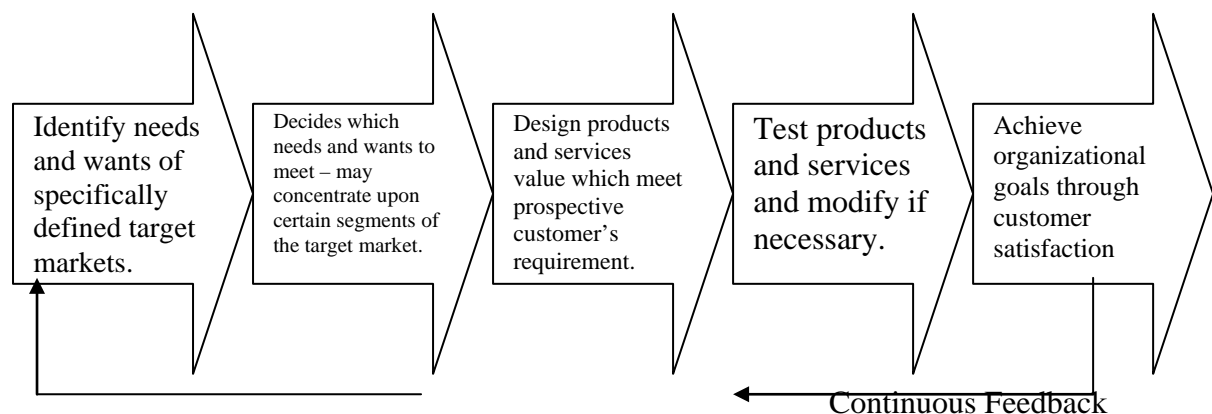 Identify needs
and wants of
specifically
defined target
markets.
Decides which
needs and wants to
meet – may
concentrate upon
certain segments of
the target market.
Design products
and services
value which meet
prospective
customer’s
requirement.
Test products
and services
and modify if
necessary.
Achieve
organizational
goals through
customer
satisfaction
Continuous Feedback